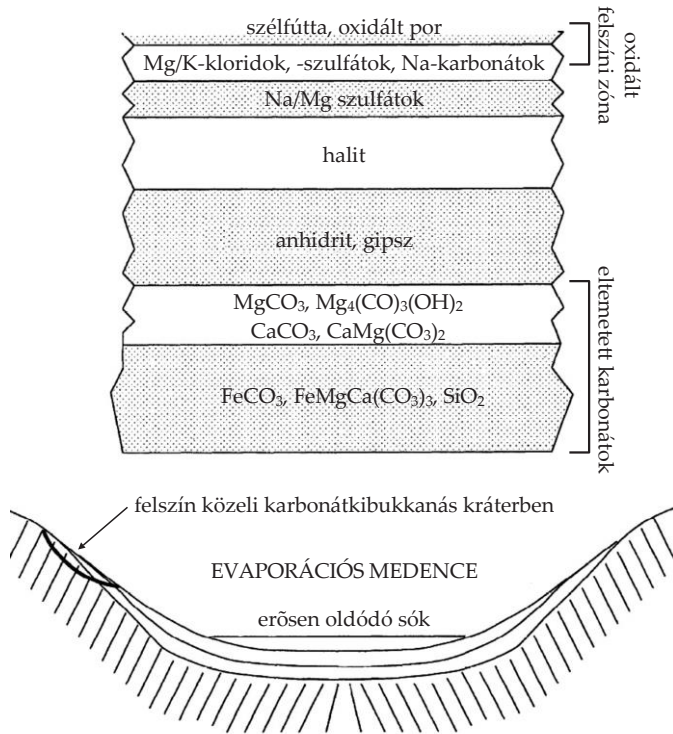 szélfútta, oxidált por
Mg/K-kloridok, -szulfátok, Na-karbonátok
oxidált
felszíni zóna
Na/Mg szulfátok
halit
anhidrit, gipsz
MgCO₃, Mg₄(CO)₃(OH)₂
CaCO₃, CaMg(CO₃)₂
FeCO₃, FeMgCa(CO₃)₃, SiO₂
eltemetett karbonátok
felszín közeli karbonátkibukkanás kráterben
EVAPORÁCIÓS MEDENCE
erõsen oldódó sók